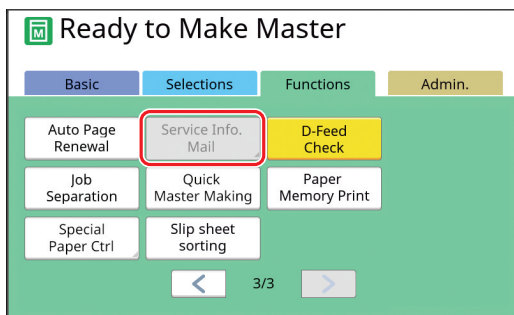 M Ready to Make Master
Basic Selections Functions Admin.
Auto Page
Renewal
Service Info.
Mail
D-Feed
Check
Job
Separation
Quick
Master Making
Paper
Memory Print
Special
Paper Ctrl
Slip sheet
sorting
< 3/3 >